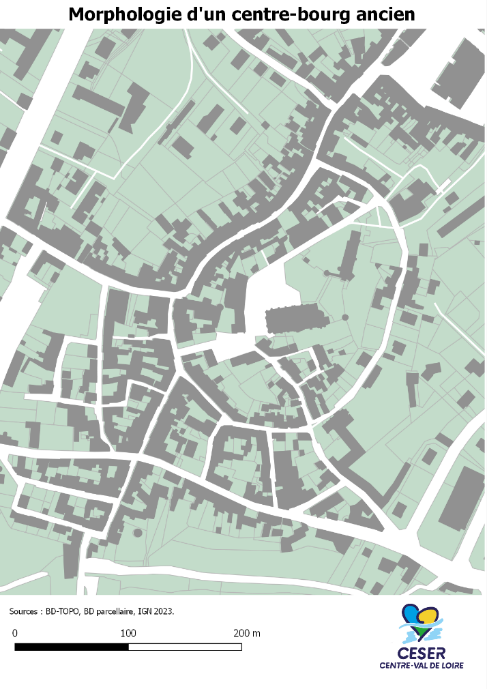 Morphologie d'un centre-bourg ancien
Sources : BD-TOPO, BD parcellaire, IGN 2023.
0 100 200 m
CESER
CENTRE-VAL DE LOIRE